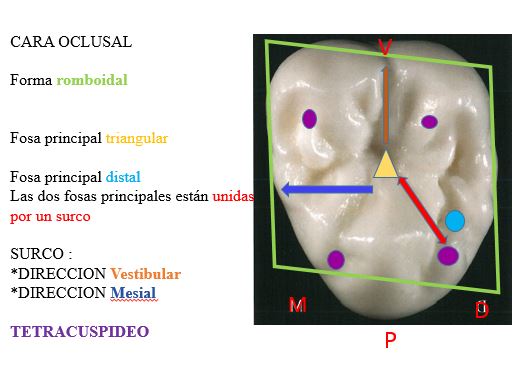 CARA OCLUSAL
Forma romboidal
Fosa principal triangular
Fosa principal distal
Las dos fosas principales están unidas
por un surco
SURCO :
*DIRECCION Vestibular
*DIRECCION Mesial
TETRACUSPIDEO
V
M
D
P